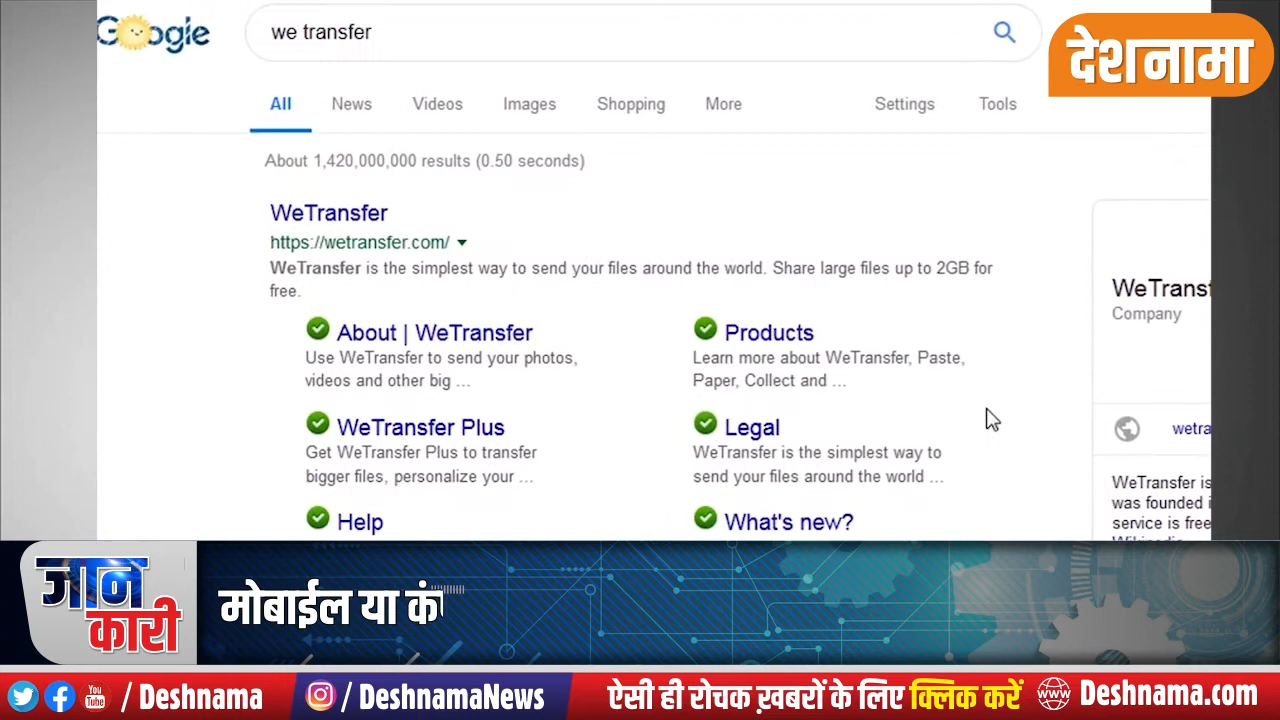 Google
we transfer
देशनामा
All News Videos Images Shopping More Settings Tools
About 1,420,000,000 results (0.50 seconds)
WeTransfer
https://wetransfer.com/
WeTransfer is the simplest way to send your files around the world. Share large files up to 2GB for
free.
About | WeTransfer
Use WeTransfer to send your photos,
videos and other big ...
Products
Learn more about WeTransfer, Paste,
Paper, Collect and ...
WeTransfer Plus
Get WeTransfer Plus to transfer
bigger files, personalize your ...
Legal
WeTransfer is the simplest way to
send your files around the world ...
Help
What's new?
WeTransf
Company
wetra
WeTransfer is
was founded i
service is free
जानकारी
मोबाईल या कं
You Tube
/ Deshnama
/ DeshnamaNews
ऐसी ही रोचक ख़बरों के लिए क्लिक करें
Deshnama.com